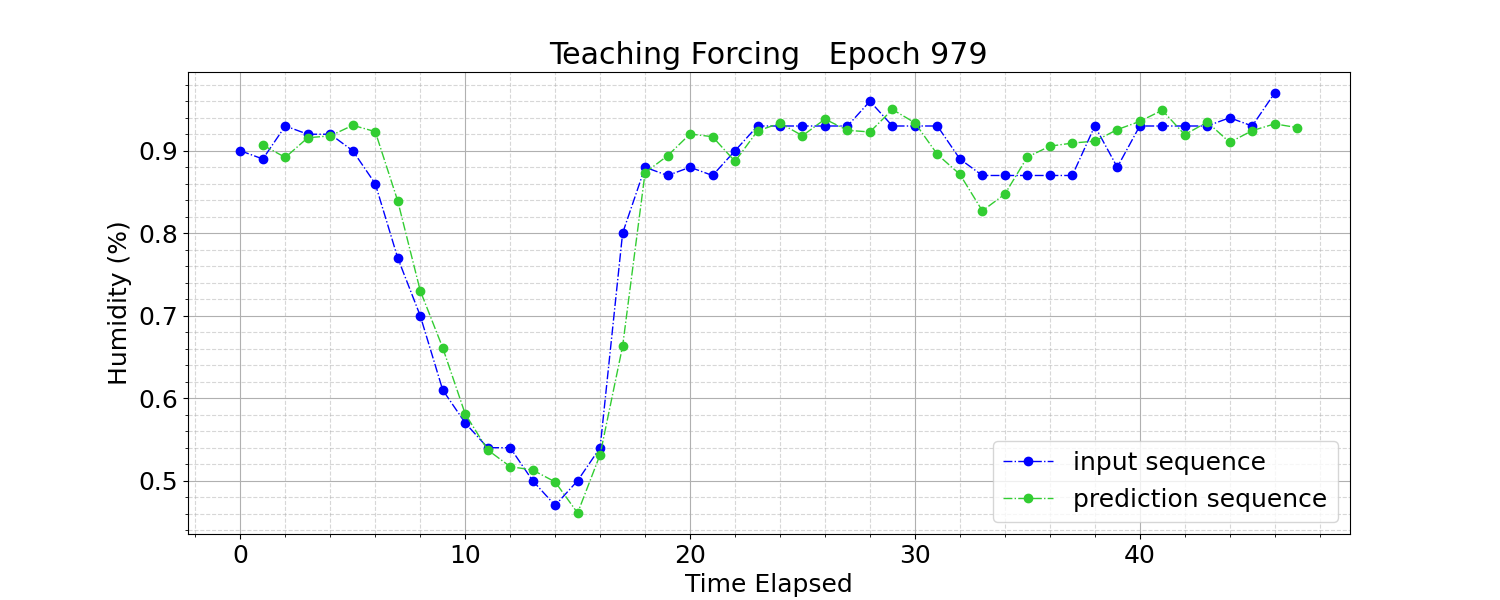 Teaching Forcing   Epoch 979
Humidity (%)
0.9
0.8
0.7
0.6
0.5
input sequence
prediction sequence
0 10 20 30 40
Time Elapsed